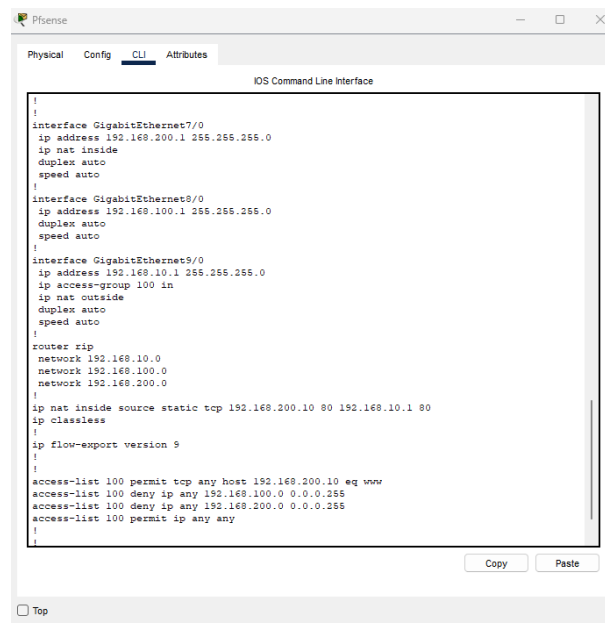 Pfsense
Physical Config CLI Attributes
IOS Command Line Interface
!
!
interface GigabitEthernet7/0
ip address 192.168.200.1 255.255.255.0
ip nat inside
duplex auto
speed auto
!
interface GigabitEthernet8/0
ip address 192.168.100.1 255.255.255.0
duplex auto
speed auto
!
interface GigabitEthernet9/0
ip address 192.168.10.1 255.255.255.0
ip access-group 100 in
ip nat outside
duplex auto
speed auto
!
router rip
network 192.168.10.0
network 192.168.100.0
network 192.168.200.0
!
ip nat inside source static tcp 192.168.200.10 80 192.168.10.1 80
ip classless
!
ip flow-export version 9
!
!
access-list 100 permit tcp any host 192.168.200.10 eq www
access-list 100 deny ip any 192.168.100.0 0.0.0.255
access-list 100 deny ip any 192.168.200.0 0.0.0.255
access-list 100 permit ip any any
!
!
Copy Paste
Top